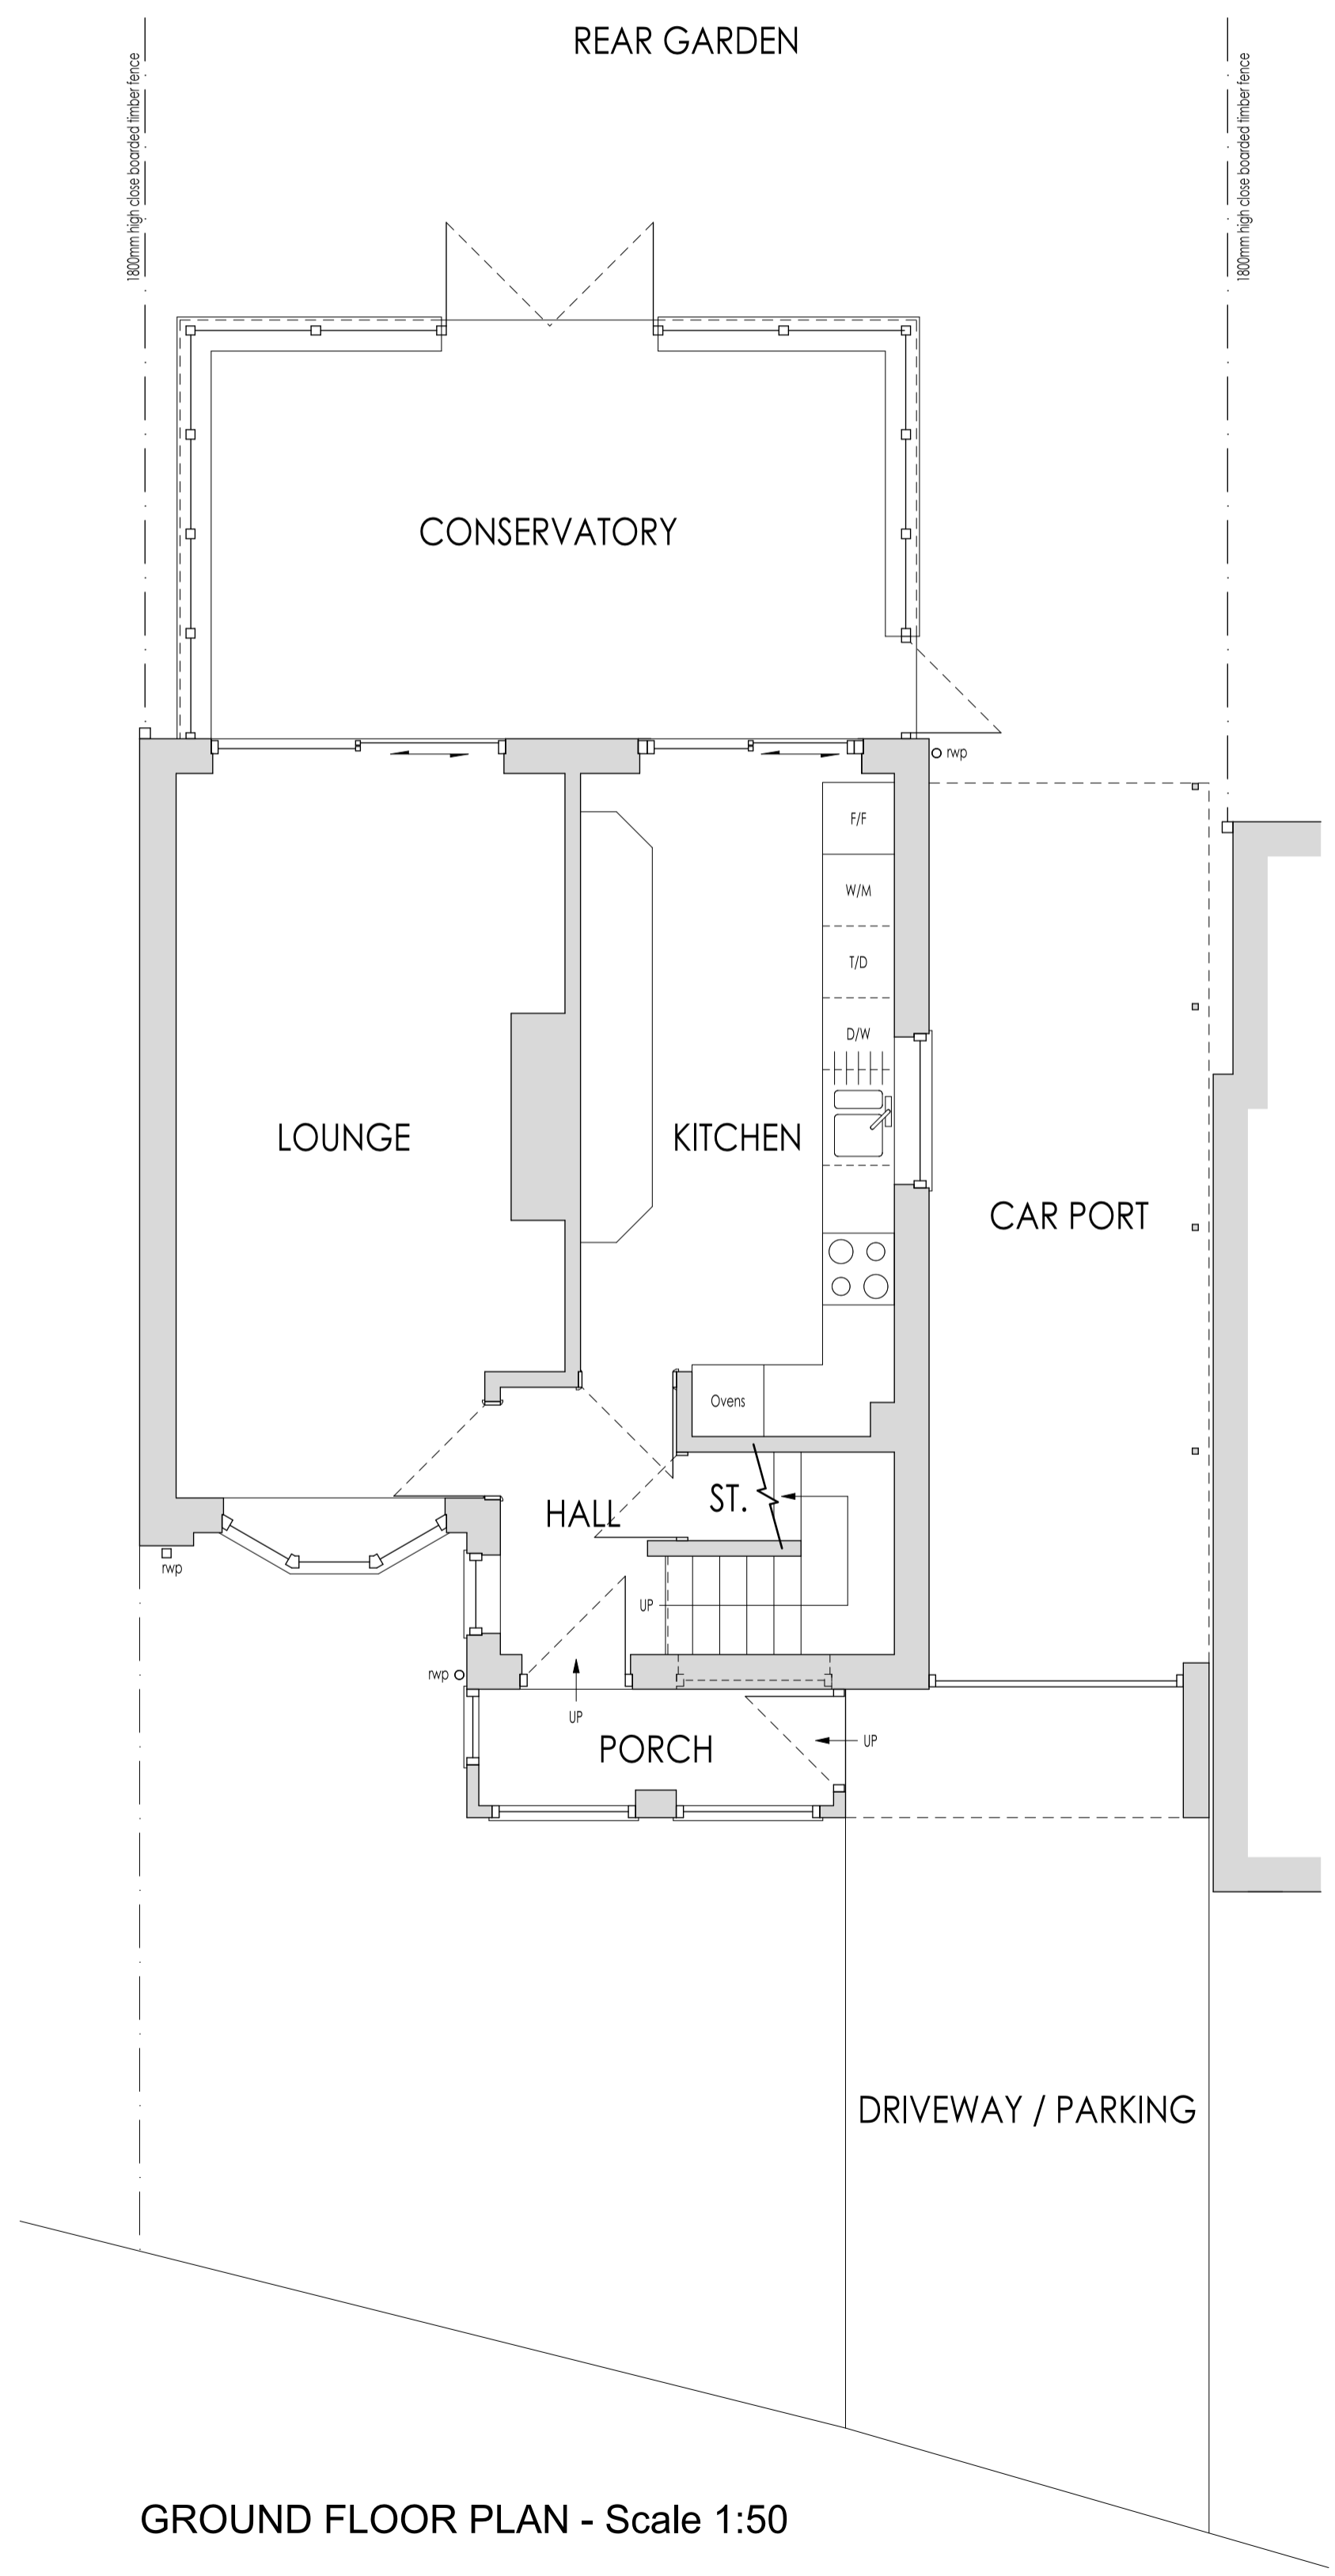 REAR GARDEN
1800mm high close boarded timber fence
1800mm high close boarded timber fence
CONSERVATORY
rwp
F/F
W/M
T/D
D/W
LOUNGE
KITCHEN
CAR PORT
Ovens
HALL
ST.
rwp
UP
rwp
UP
PORCH
UP
DRIVEWAY / PARKING
GROUND FLOOR PLAN - Scale 1:50